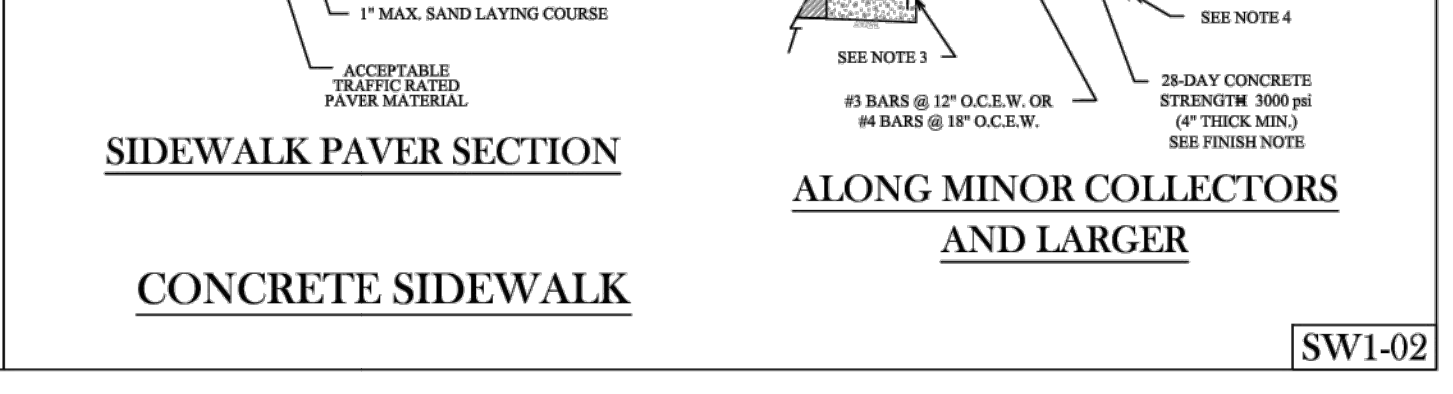 1" MAX. SAND LAYING COURSE
ACCEPTABLE
TRAFFIC RATED
PAVER MATERIAL
SIDEWALK PAVER SECTION
CONCRETE SIDEWALK
SEE NOTE 4
SEE NOTE 3
#3 BARS @ 12" O.C.E.W. OR
#4 BARS @ 18" O.C.E.W.
28-DAY CONCRETE
STRENGTH 3000 psi
(4" THICK MIN.)
SEE FINISH NOTE
ALONG MINOR COLLECTORS
AND LARGER
SW1-02